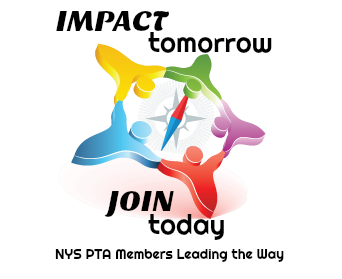 IMPACT
tomorrow
JOIN
today
NYS PTA Members Leading the Way